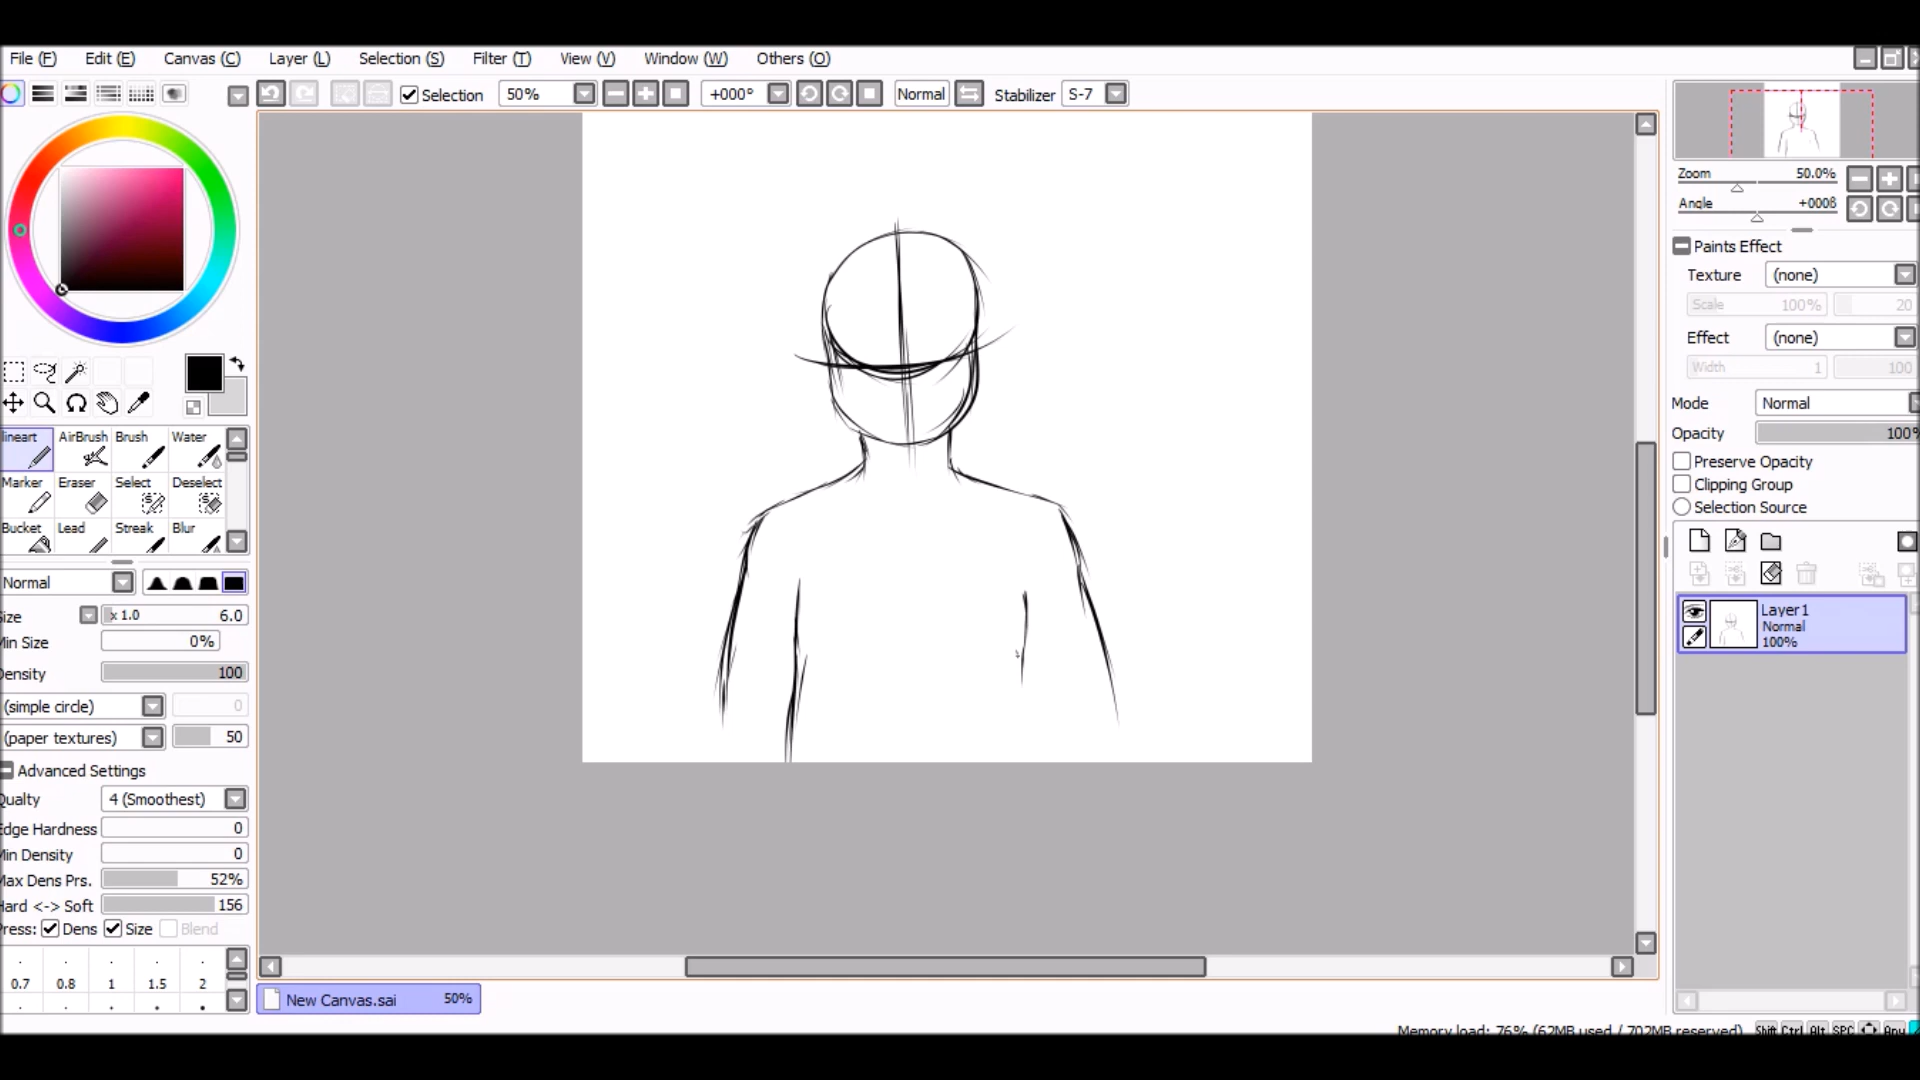 File (F) Edit (E) Canvas (C) Layer (L) Selection (S) Filter (T) View (V) Window (W) Others (O)
Selection 50% +000° Normal Stabilizer S-7
Zoom 50.0%
Angle +000ß
Paints Effect
Texture (none)
Scale 100% 20
Effect (none)
Width 1 100
Mode Normal
Opacity 100%
Preserve Opacity
Clipping Group
Selection Source
Layer1
Normal
100%
lineart AirBrush Brush Water
Marker Eraser Select Deselect
Bucket Lead Streak Blur
Normal
Size x 1.0 6.0
Min Size 0%
Density 100
(simple circle) 0
(paper textures) 50
Advanced Settings
Qualty 4 (Smoothest)
Edge Hardness 0
Min Density 0
Max Dens Prs. 52%
Hard <-> Soft 156
Press: Dens Size Blend
0.7 0.8 1 1.5 2
New Canvas.sai 50%
Memory load: 76% (62MB used / 702MB reserved) Shift Ctrl Alt SPC Any